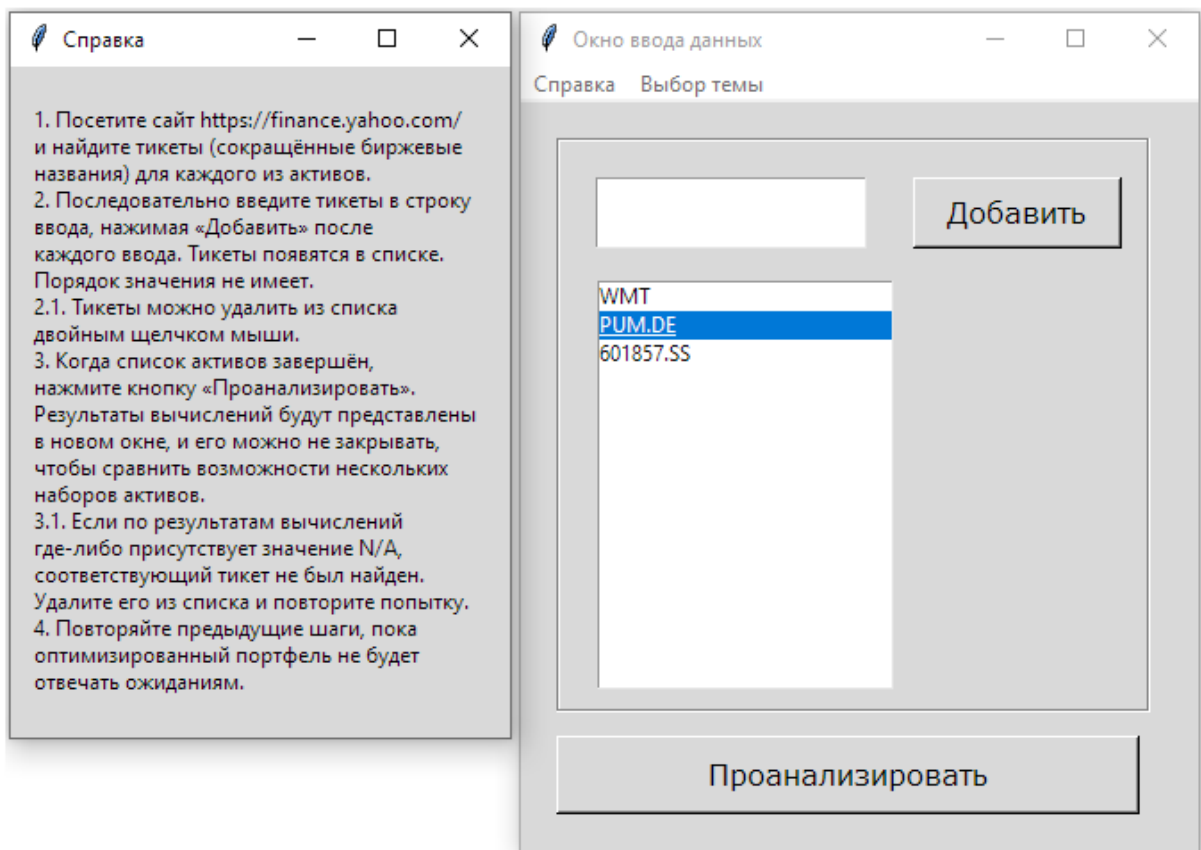 Справка
1. Посетите сайт https://finance.yahoo.com/
и найдите тикеты (сокращённые биржевые
названия) для каждого из активов.
2. Последовательно введите тикеты в строку
ввода, нажимая «Добавить» после
каждого ввода. Тикеты появятся в списке.
Порядок значения не имеет.
2.1. Тикеты можно удалить из списка
двойным щелчком мыши.
3. Когда список активов завершён,
нажмите кнопку «Проанализировать».
Результаты вычислений будут представлены
в новом окне, и его можно не закрывать,
чтобы сравнить возможности нескольких
наборов активов.
3.1. Если по результатам вычислений
где-либо присутствует значение N/A,
соответствующий тикет не был найден.
Удалите его из списка и повторите попытку.
4. Повторяйте предыдущие шаги, пока
оптимизированный портфель не будет
отвечать ожиданиям.
Окно ввода данных
Справка Выбор темы
Добавить
WMT
PUM.DE
601857.SS
Проанализировать